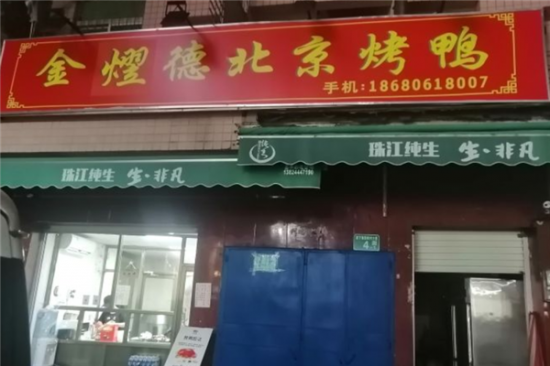 金熠德北京烤鸭
手机:18680618007
珠江纯生 生·非凡
珠江纯生 生·非凡
4